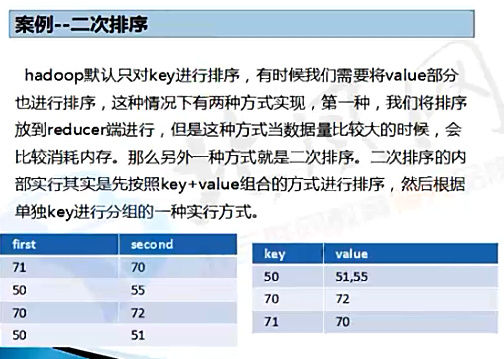 案例--二次排序
hadoop默认只对key进行排序，有时候我们需要将value部分
也进行排序，这种情况下有两种方式实现，第一种，我们将排序
放到reducer端进行，但是这种方式当数据量比较大的时候，会
比较消耗内存。那么另外一种方式就是二次排序。二次排序的内
部实行其实是先按照key+value组合的方式进行排序，然后根据
单独key进行分组的一种实行方式。
first second
71 70
50 55
70 72
50 51
key value
50 51,55
70 72
71 70